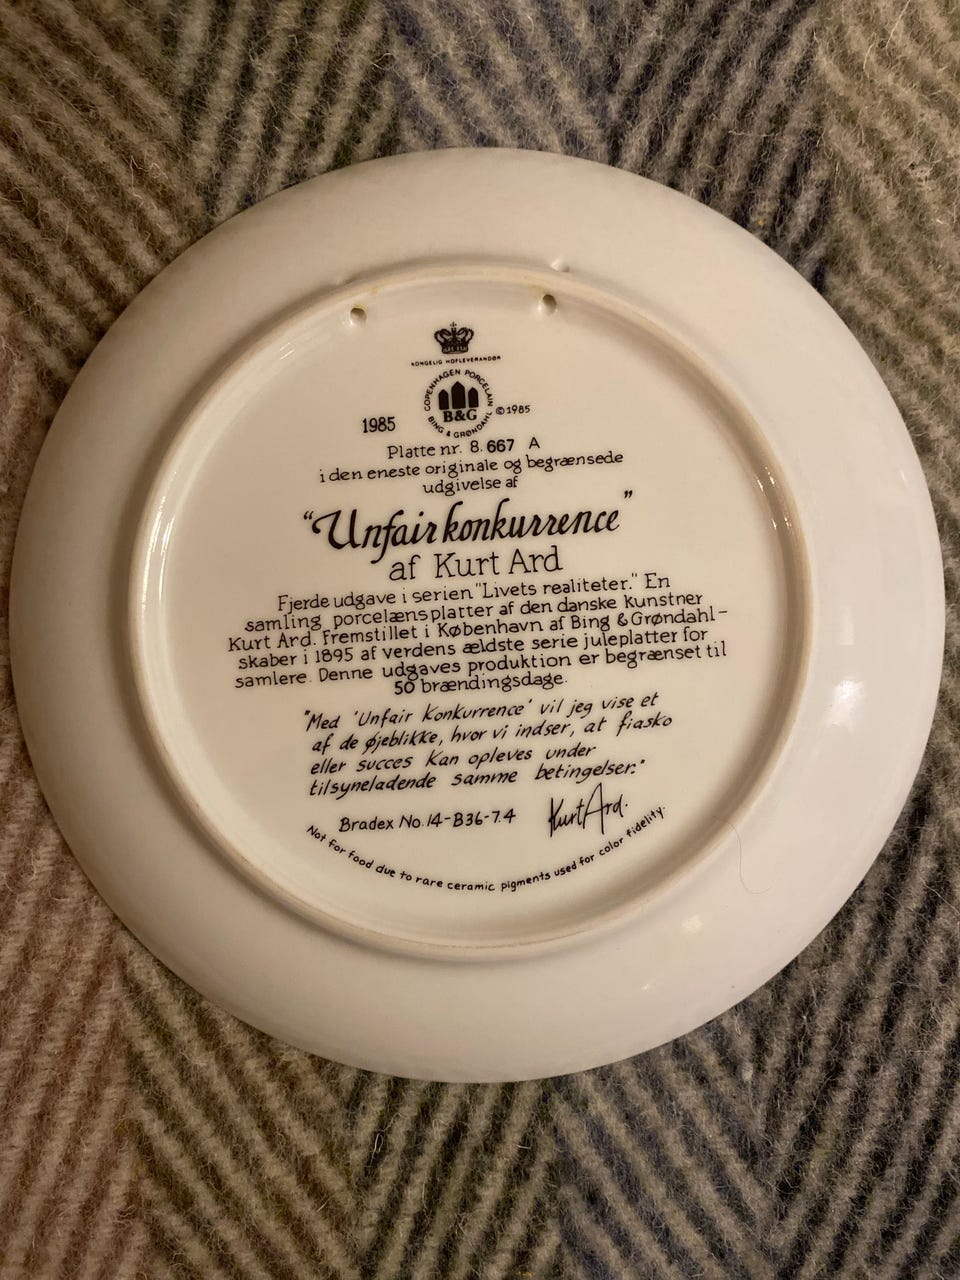 KONGELIG HOFLEVERANDØR
COPENHAGEN PORCELAIN
B&G
BING & GRØNDAHL
©1985
1985
Platte nr. 8.667 A
i den eneste originale og begrænsede
udgivelse af
"Unfair konkurrence"
af Kurt Ard
Fjerde udgave i serien "Livets realiteter." En
samling porcelænsplatter af den danske kunstner
Kurt Ard. Fremstillet i København af Bing & Grøndahl-
skaber i 1895 af verdens ældste serie juleplatter for
samlere. Denne udgaves produktion er begrænset til
50 brændingsdage.
"Med 'Unfair Konkurrence' vil jeg vise et
af de øjeblikke, hvor vi indser, at fiasko
eller succes kan opleves under
tilsyneladende samme betingelser."
Bradex No. 14-B36-7.4
Kurt Ard.
Not for food due to rare ceramic pigments used for color fidelity.